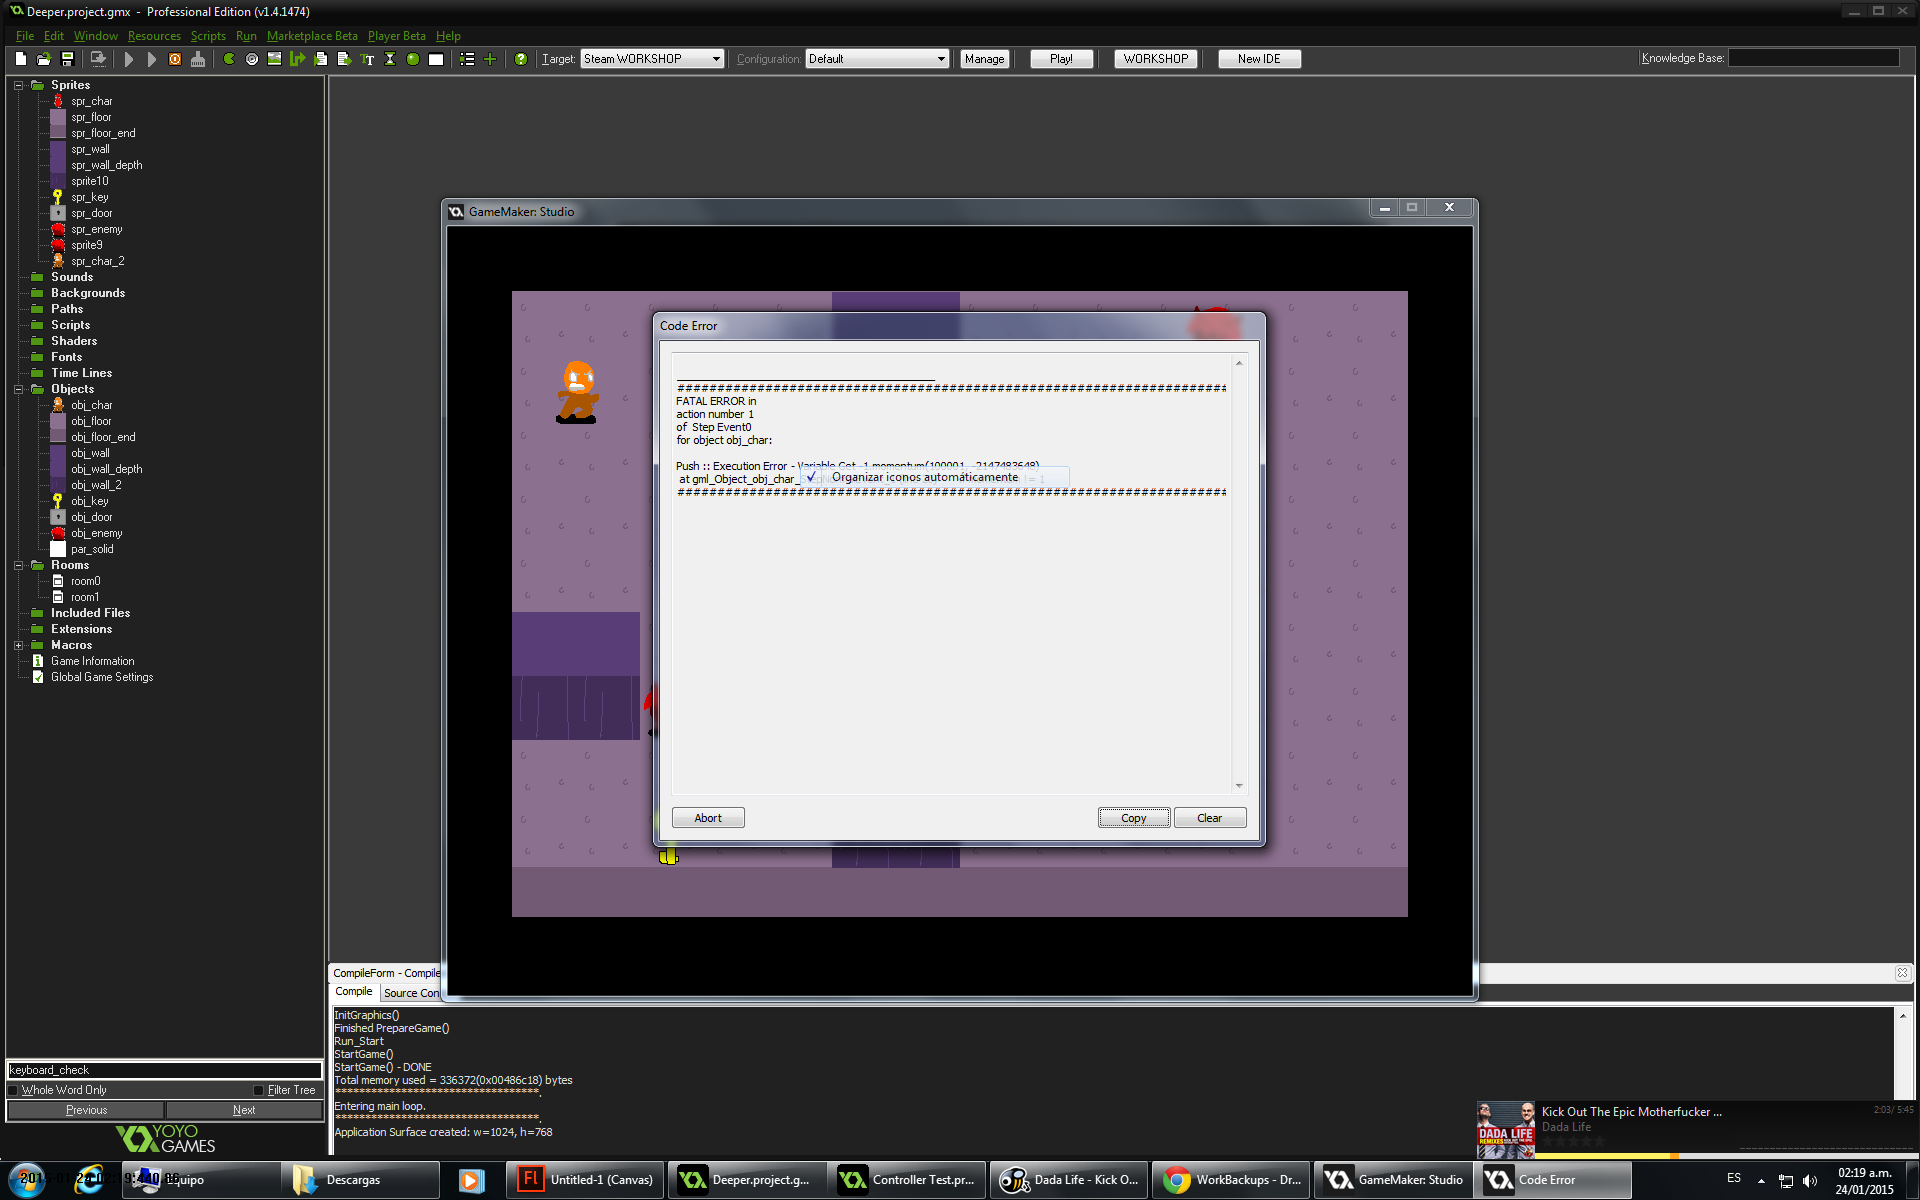 Deeper.project.gmx - Professional Edition (v1.4.1474)
File Edit Window Resources Scripts Run Marketplace Beta Player Beta Help
Target: Steam WORKSHOP Configuration: Default Manage Play! WORKSHOP New IDE Knowledge Base:
Sprites
spr_char
spr_floor
spr_floor_end
spr_wall
spr_wall_depth
sprite10
spr_key
spr_door
spr_enemy
sprite9
spr_char_2
Sounds
Backgrounds
Paths
Scripts
Shaders
Fonts
Time Lines
Objects
obj_char
obj_floor
obj_floor_end
obj_wall
obj_wall_depth
obj_wall_2
obj_key
obj_door
obj_enemy
par_solid
Rooms
room0
room1
Included Files
Extensions
Macros
Game Information
Global Game Settings
keyboard_check
Whole Word Only Filter Tree
Previous Next
YOYO GAMES
GameMaker: Studio
Code Error
FATAL ERROR in
action number 1
of Step Event0
for object obj_char:
Push :: Execution Error - Variable Get -1.momentum(100001, -2147483648)
at gml_Object_obj_char_
Organizar iconos automáticamente
Abort Copy Clear
CompileForm - Compile
Compile Source Con
InitGraphics()
Finished PrepareGame()
Run_Start
StartGame()
StartGame() - DONE
Total memory used = 336372(0x00486c18) bytes
**********************************.
Entering main loop.
**********************************.
Application Surface created: w=1024, h=768
Kick Out The Epic Motherfucker ...
2:03/ 5:45
Dada Life
DADA LIFE
Equipo
Descargas
Untitled-1 (Canvas)
Deeper.project.g...
Controller Test.pr...
Dada Life - Kick O...
WorkBackups - Dr...
GameMaker: Studio
Code Error
ES
02:19 a.m.
24/01/2015